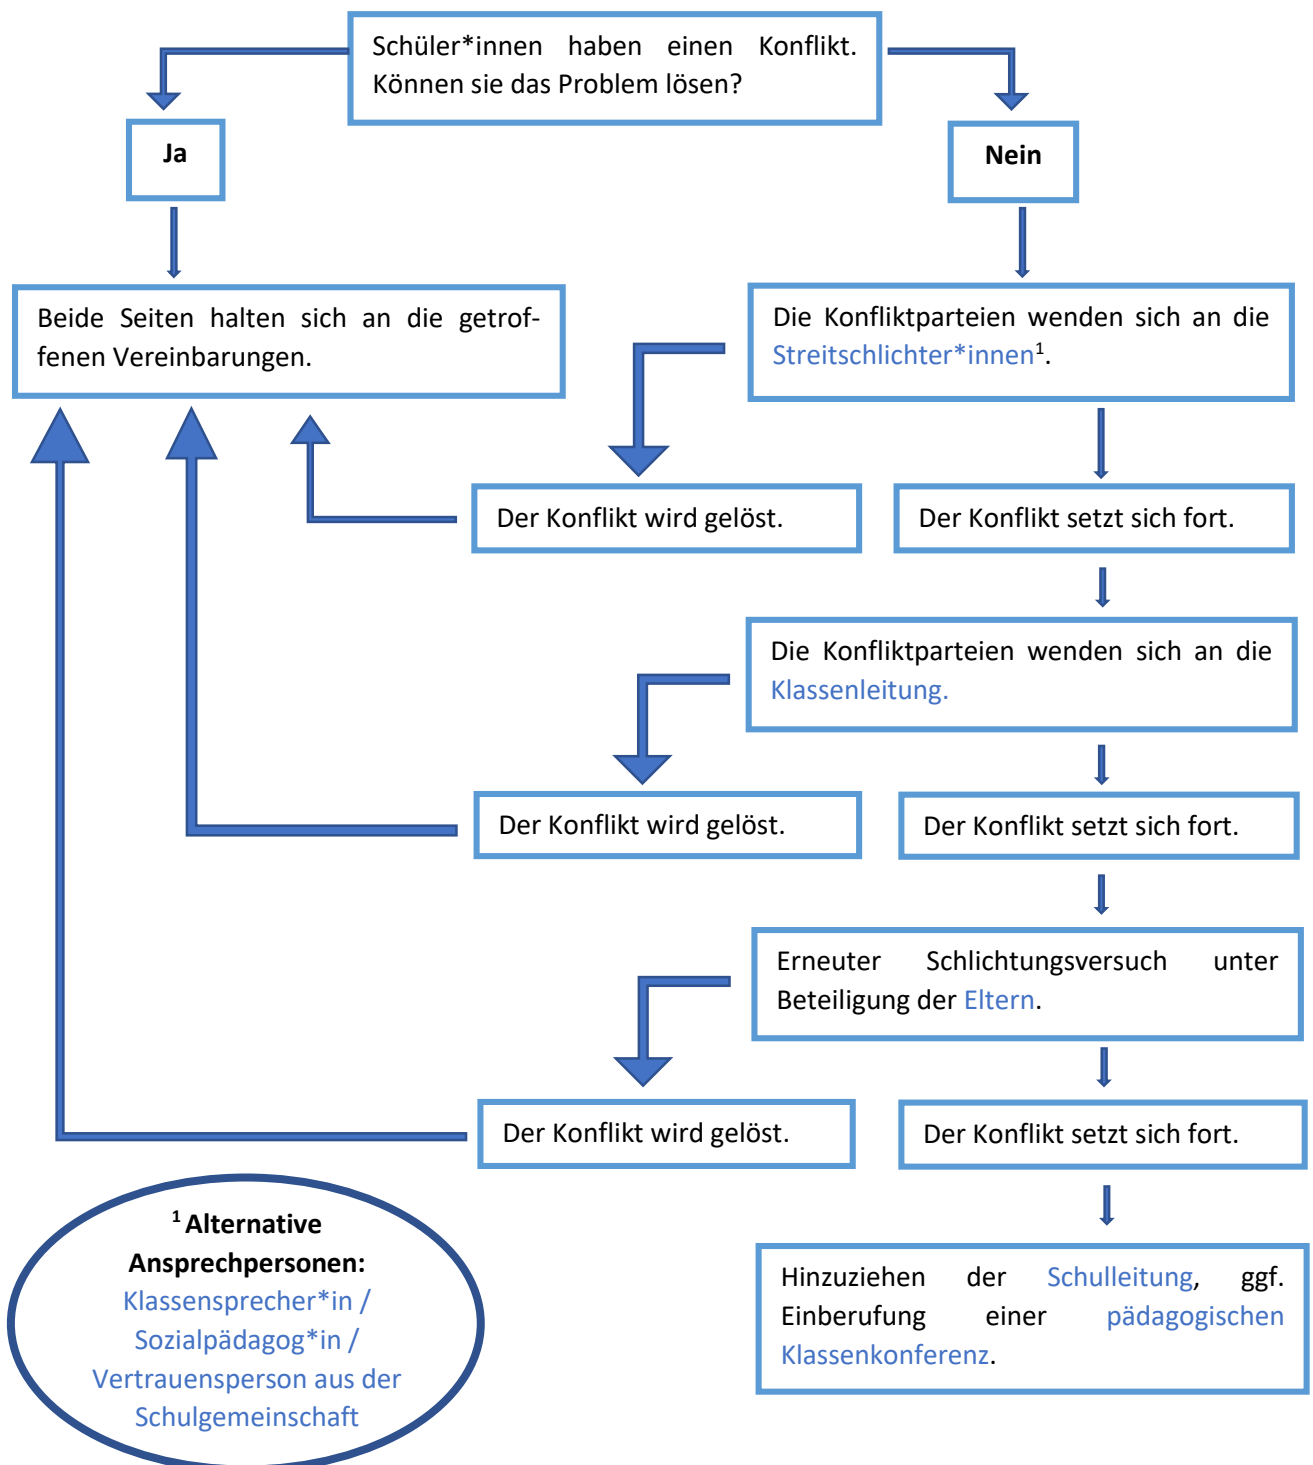 Schüler*innen haben einen Konflikt.
Können sie das Problem lösen?
Ja
Nein
Beide Seiten halten sich an die getrof-
fenen Vereinbarungen.
Die Konfliktparteien wenden sich an die
Streitschlichter*innen¹.
Der Konflikt wird gelöst.
Der Konflikt setzt sich fort.
Die Konfliktparteien wenden sich an die
Klassenleitung.
Der Konflikt wird gelöst.
Der Konflikt setzt sich fort.
Erneuter Schlichtungsversuch unter
Beteiligung der Eltern.
Der Konflikt wird gelöst.
Der Konflikt setzt sich fort.
¹ Alternative
Ansprechpersonen:
Klassensprecher*in /
Sozialpädagog*in /
Vertrauensperson aus der
Schulgemeinschaft
Hinzuziehen der Schulleitung, ggf.
Einberufung einer pädagogischen
Klassenkonferenz.